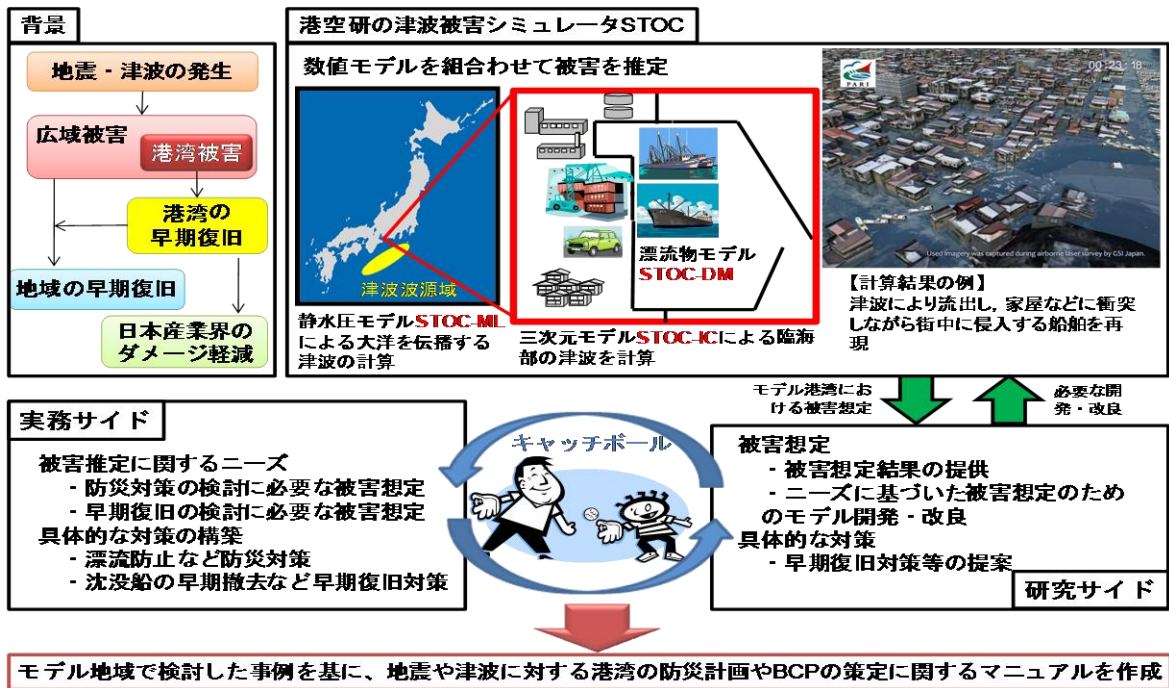 背景
地震・津波の発生
広域被害
港湾被害
港湾の
早期復旧
地域の早期復旧
日本産業界の
ダメージ軽減
港空研の津波被害シミュレータSTOC
数値モデルを組合わせて被害を推定
津波波源域
静水圧モデルSTOC-ML
による大洋を伝播する
津波の計算
漂流物モデル
STOC-DM
三次元モデルSTOC-ICによる臨海
部の津波を計算
PARI
00:23:18
Used Imagery was captured during airborne laser survey by GSI Japan.
【計算結果の例】
津波により流出し，家屋などに衝突
しながら街中に侵入する船舶を再
現
モデル港湾にお
ける被害想定
必要な開
発・改良
実務サイド
被害推定に関するニーズ
・防災対策の検討に必要な被害想定
・早期復旧の検討に必要な被害想定
具体的な対策の構築
・漂流防止など防災対策
・沈没船の早期撤去など早期復旧対策
キャッチボール
被害想定
・被害想定結果の提供
・ニーズに基づいた被害想定のため
のモデル開発・改良
具体的な対策
・早期復旧対策等の提案
研究サイド
モデル地域で検討した事例を基に、地震や津波に対する港湾の防災計画やBCPの策定に関するマニュアルを作成